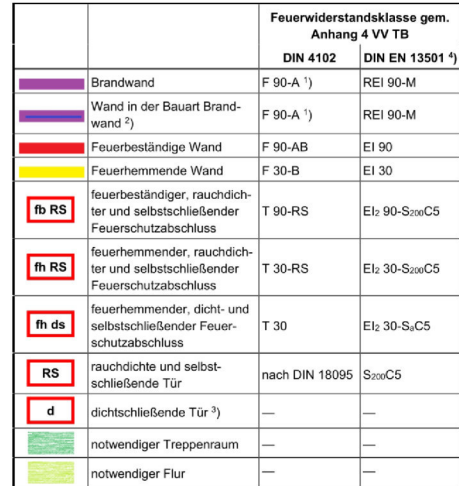 Feuerwiderstandsklasse gem.
Anhang 4 VV TB
DIN 4102 DIN EN 13501 ⁴)
Brandwand F 90-A ¹) REI 90-M
Wand in der Bauart Brand-
wand ²) F 90-A ¹) REI 90-M
Feuerbeständige Wand F 90-AB EI 90
Feuerhemmende Wand F 30-B EI 30
fb RS feuerbeständiger, rauchdich-
ter und selbstschließender T 90-RS EI₂ 90-S₂₀₀C5
Feuerschutzabschluss
fh RS feuerhemmender, rauchdich-
ter und selbstschließender T 30-RS EI₂ 30-S₂₀₀C5
Feuerschutzabschluss
fh ds feuerhemmender, dicht- und
selbstschließender Feuer- T 30 EI₂ 30-SₐC5
schutzabschluss
RS rauchdichte und selbst-
schließende Tür nach DIN 18095 S₂₀₀C5
d dichtschließende Tür ³) — —
notwendiger Treppenraum — —
notwendiger Flur — —